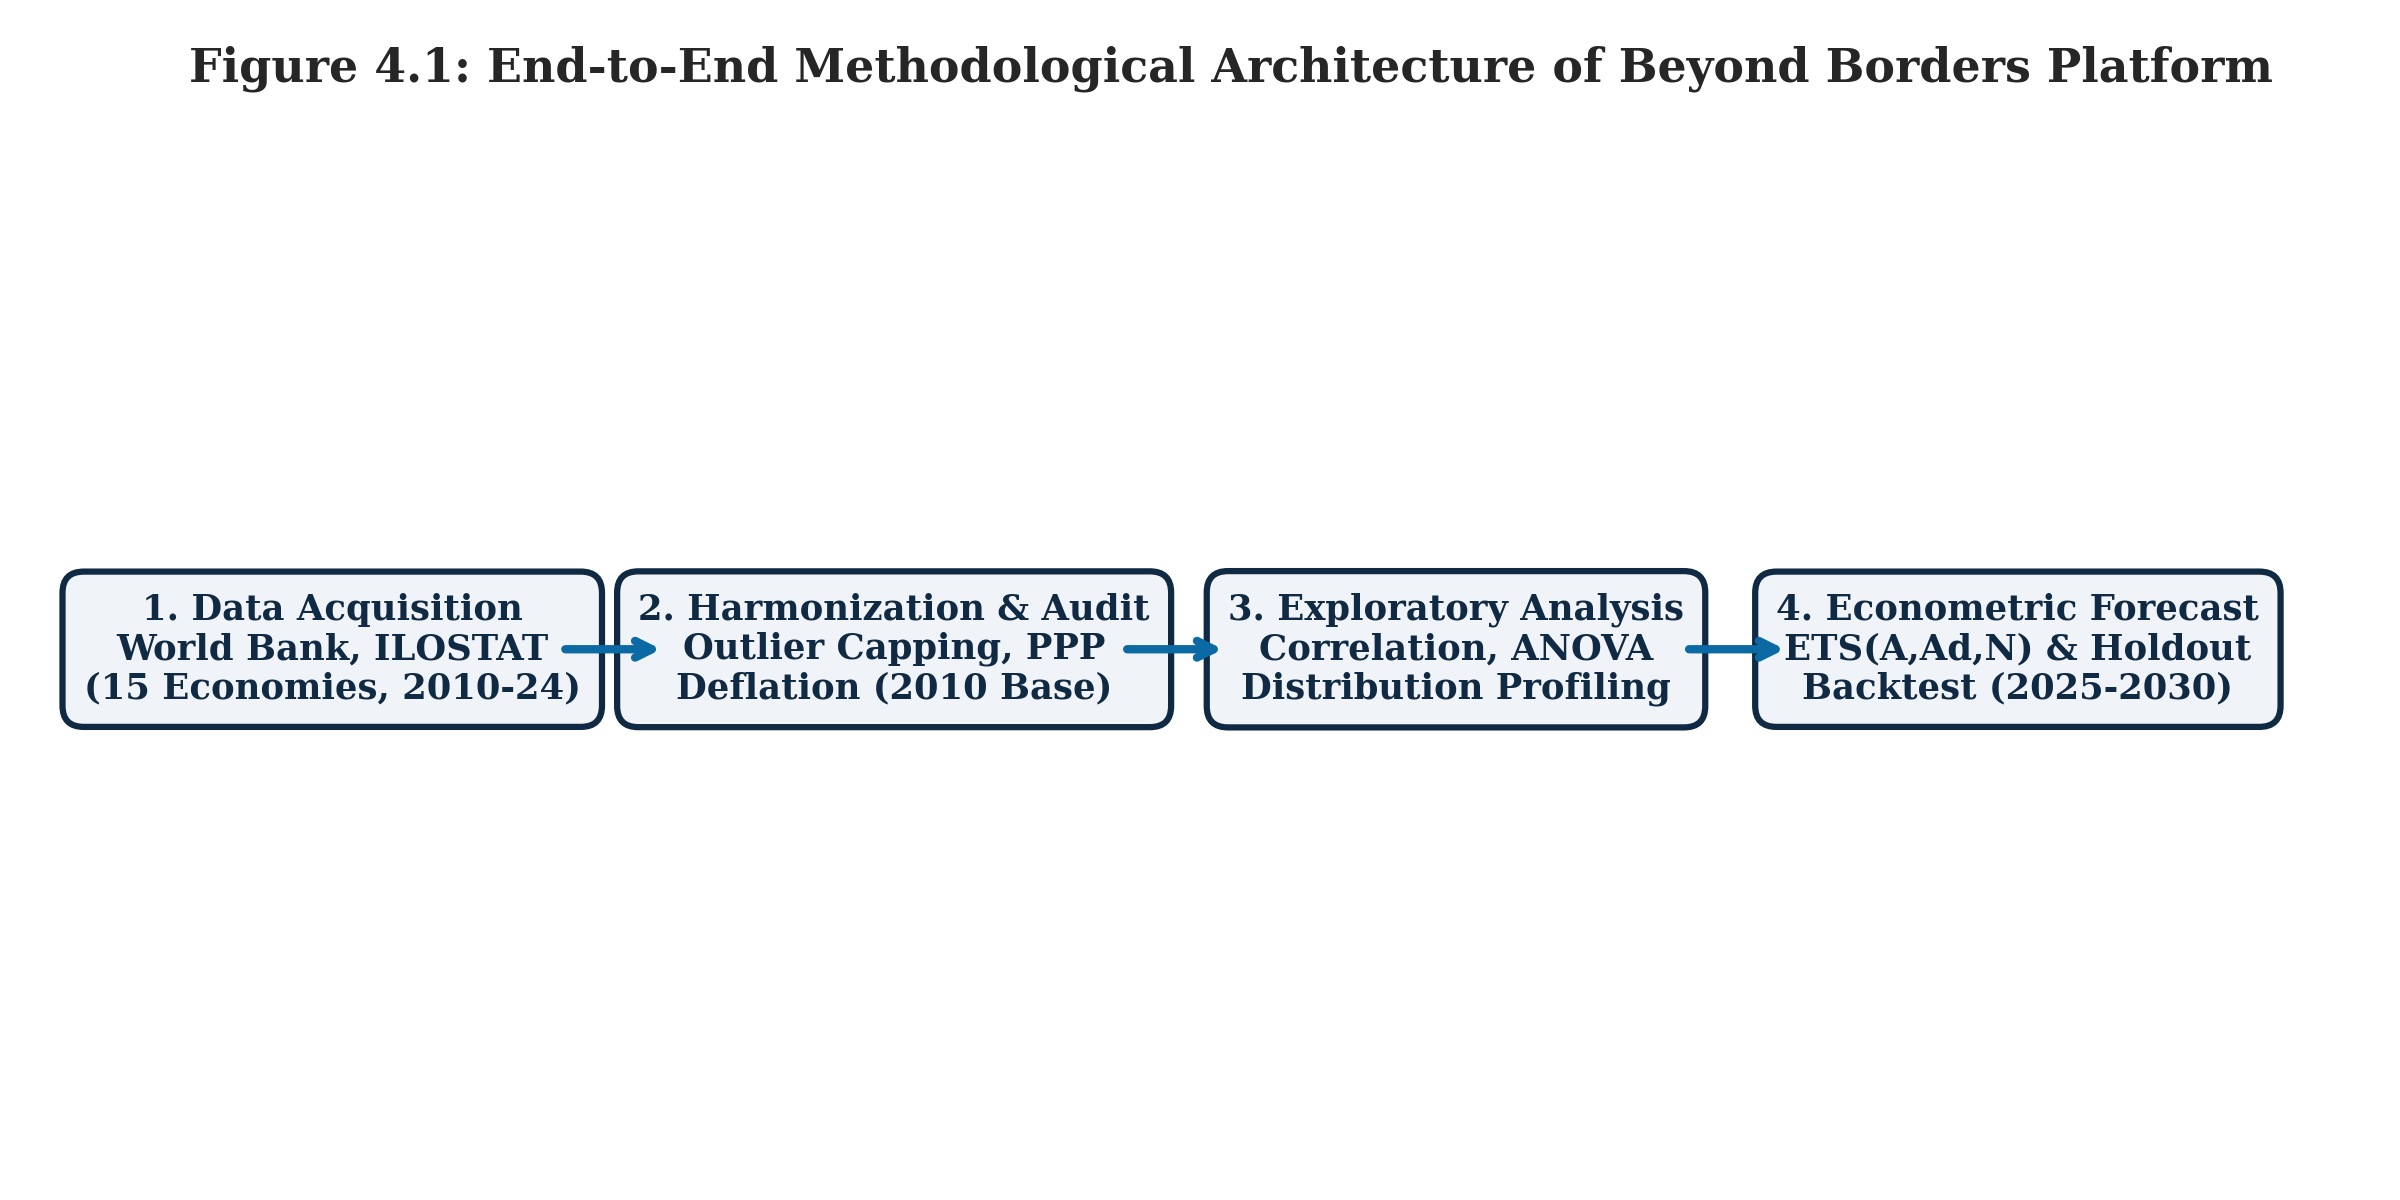 Figure 4.1: End-to-End Methodological Architecture of Beyond Borders Platform
1. Data Acquisition
World Bank, ILOSTAT
(15 Economies, 2010-24)
2. Harmonization & Audit
Outlier Capping, PPP
Deflation (2010 Base)
3. Exploratory Analysis
Correlation, ANOVA
Distribution Profiling
4. Econometric Forecast
ETS(A,Ad,N) & Holdout
Backtest (2025-2030)